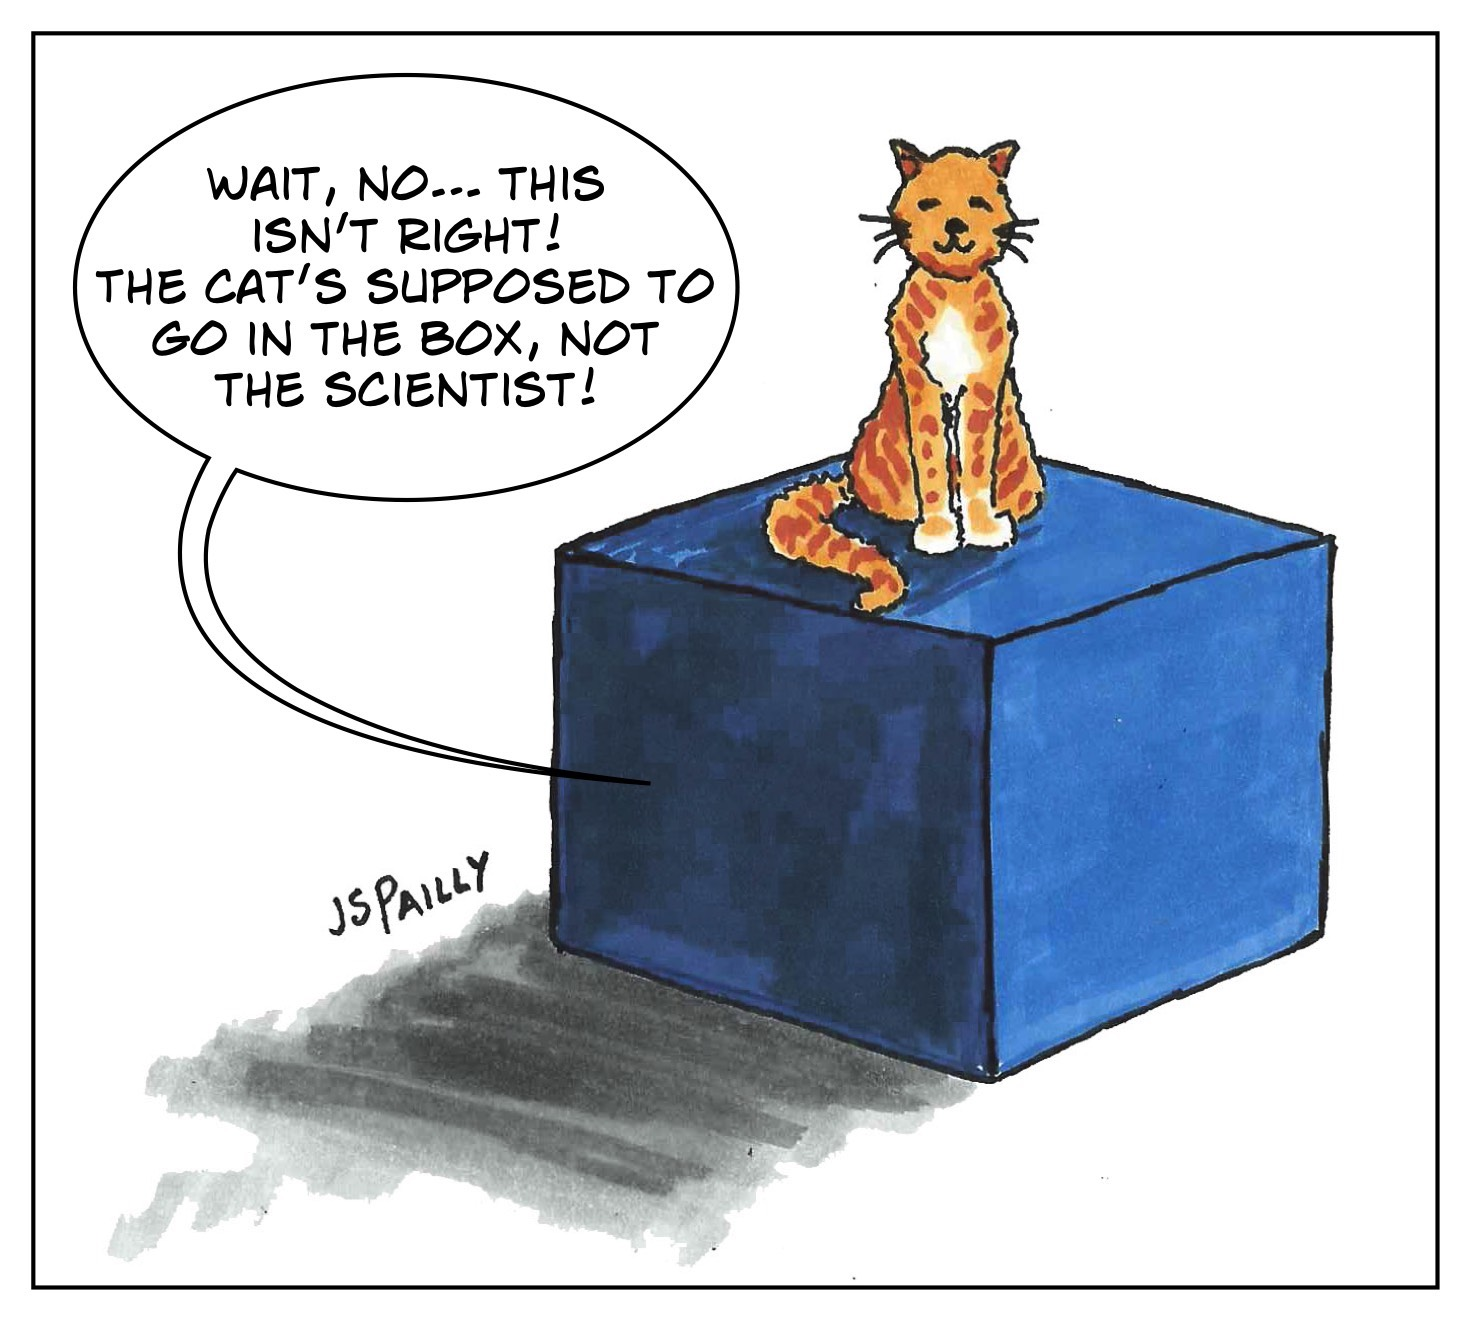 WAIT, NO... THIS
ISN'T RIGHT!
THE CAT'S SUPPOSED TO
GO IN THE BOX, NOT
THE SCIENTIST!
JSPAILLY